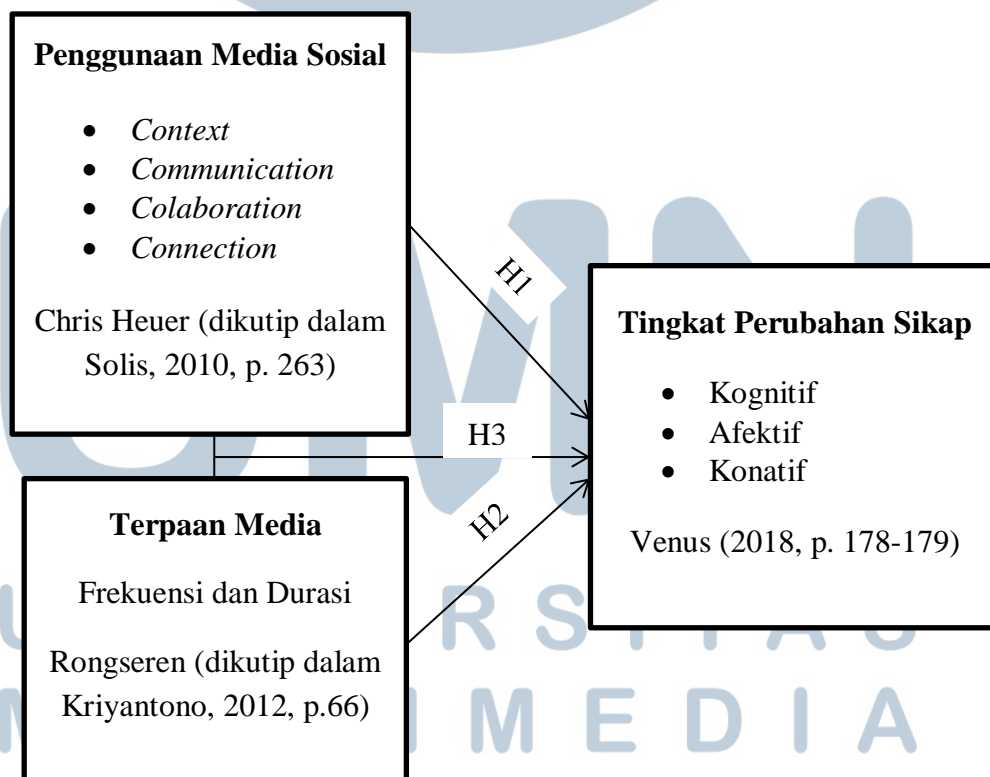 Penggunaan Media Sosial
• Context
• Communication
• Colaboration
• Connection
Chris Heuer (dikutip dalam
Solis, 2010, p. 263)
H1
H3
H2
Tingkat Perubahan Sikap
• Kognitif
• Afektif
• Konatif
Venus (2018, p. 178-179)
Terpaan Media
Frekuensi dan Durasi
Rongseren (dikutip dalam
Kriyantono, 2012, p.66)